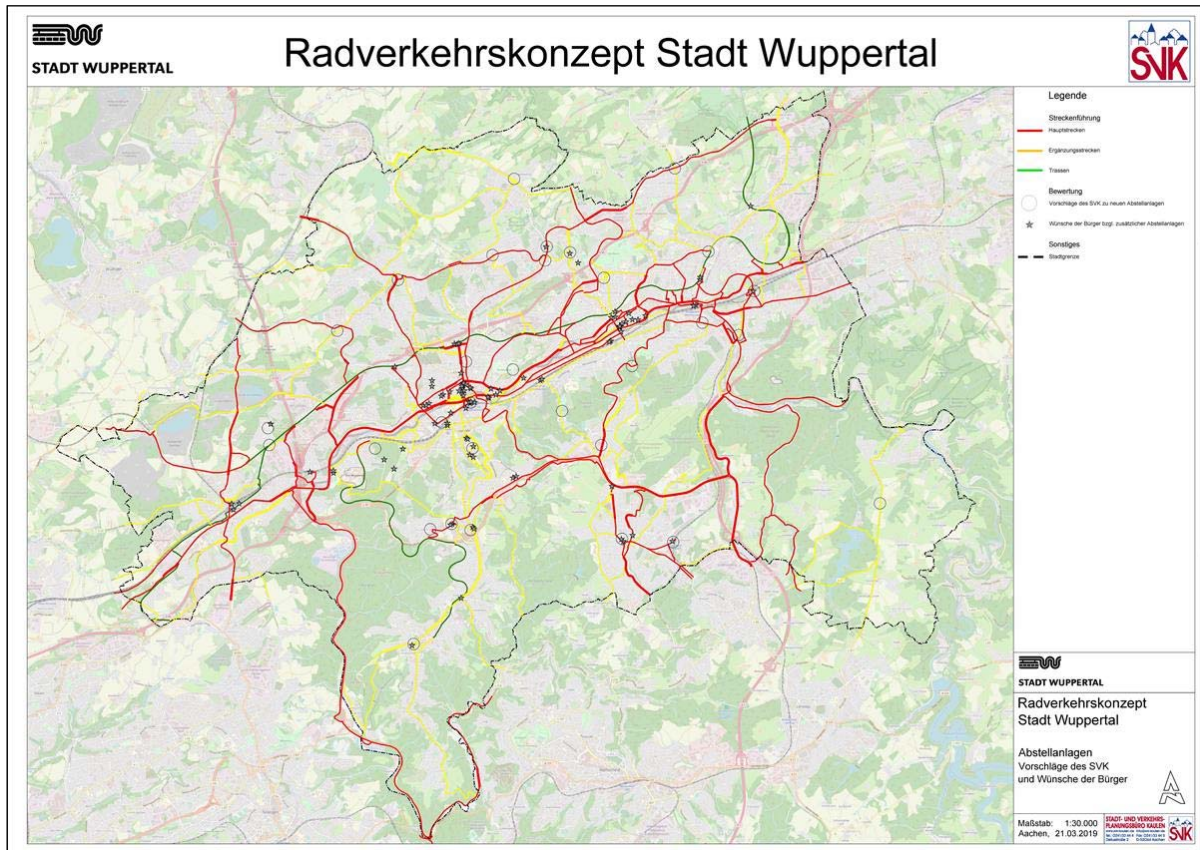 STADT WUPPERTAL
Radverkehrskonzept Stadt Wuppertal
SVK
Legende
Streckenführung
Hauptstrecken
Ergänzungsstrecken
Trassen
Bewertung
Vorschläge des SVK zu neuen Abstellanlagen
Wünsche der Bürger bzgl. zusätzlicher Abstellanlagen
Sonstiges
Stadtgrenze
STADT WUPPERTAL
Radverkehrskonzept
Stadt Wuppertal
Abstellanlagen
Vorschläge des SVK
und Wünsche der Bürger
Maßstab: 1:30.000
Aachen, 21.03.2019
STADT- UND VERKEHRS-
PLANUNGSBÜRO KAULEN
SVK